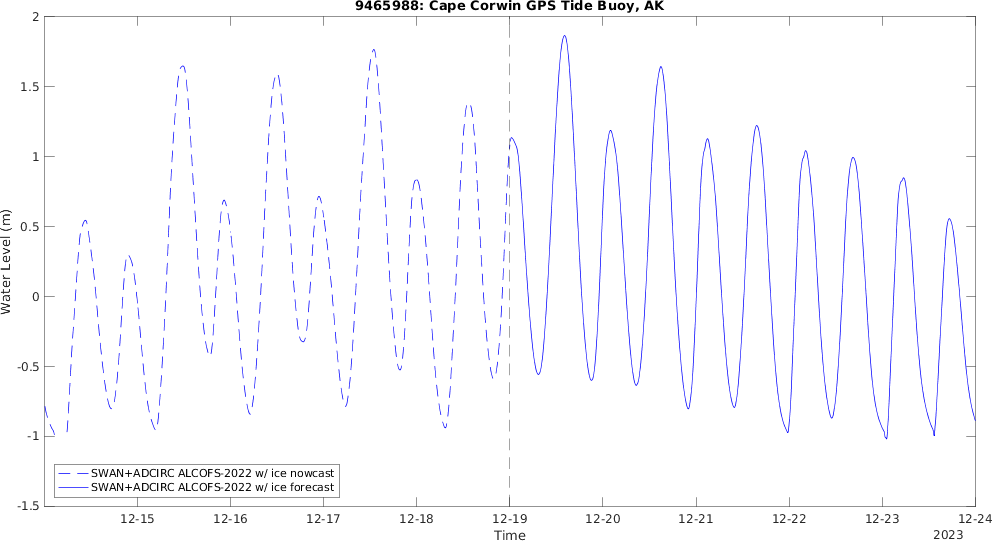 9465988: Cape Corwin GPS Tide Buoy, AK
2
1.5
1
0.5
0
-0.5
-1
-1.5
Water Level (m)
SWAN+ADCIRC ALCOFS-2022 w/ ice nowcast
SWAN+ADCIRC ALCOFS-2022 w/ ice forecast
12-15 12-16 12-17 12-18 12-19 12-20 12-21 12-22 12-23 12-24
Time
2023